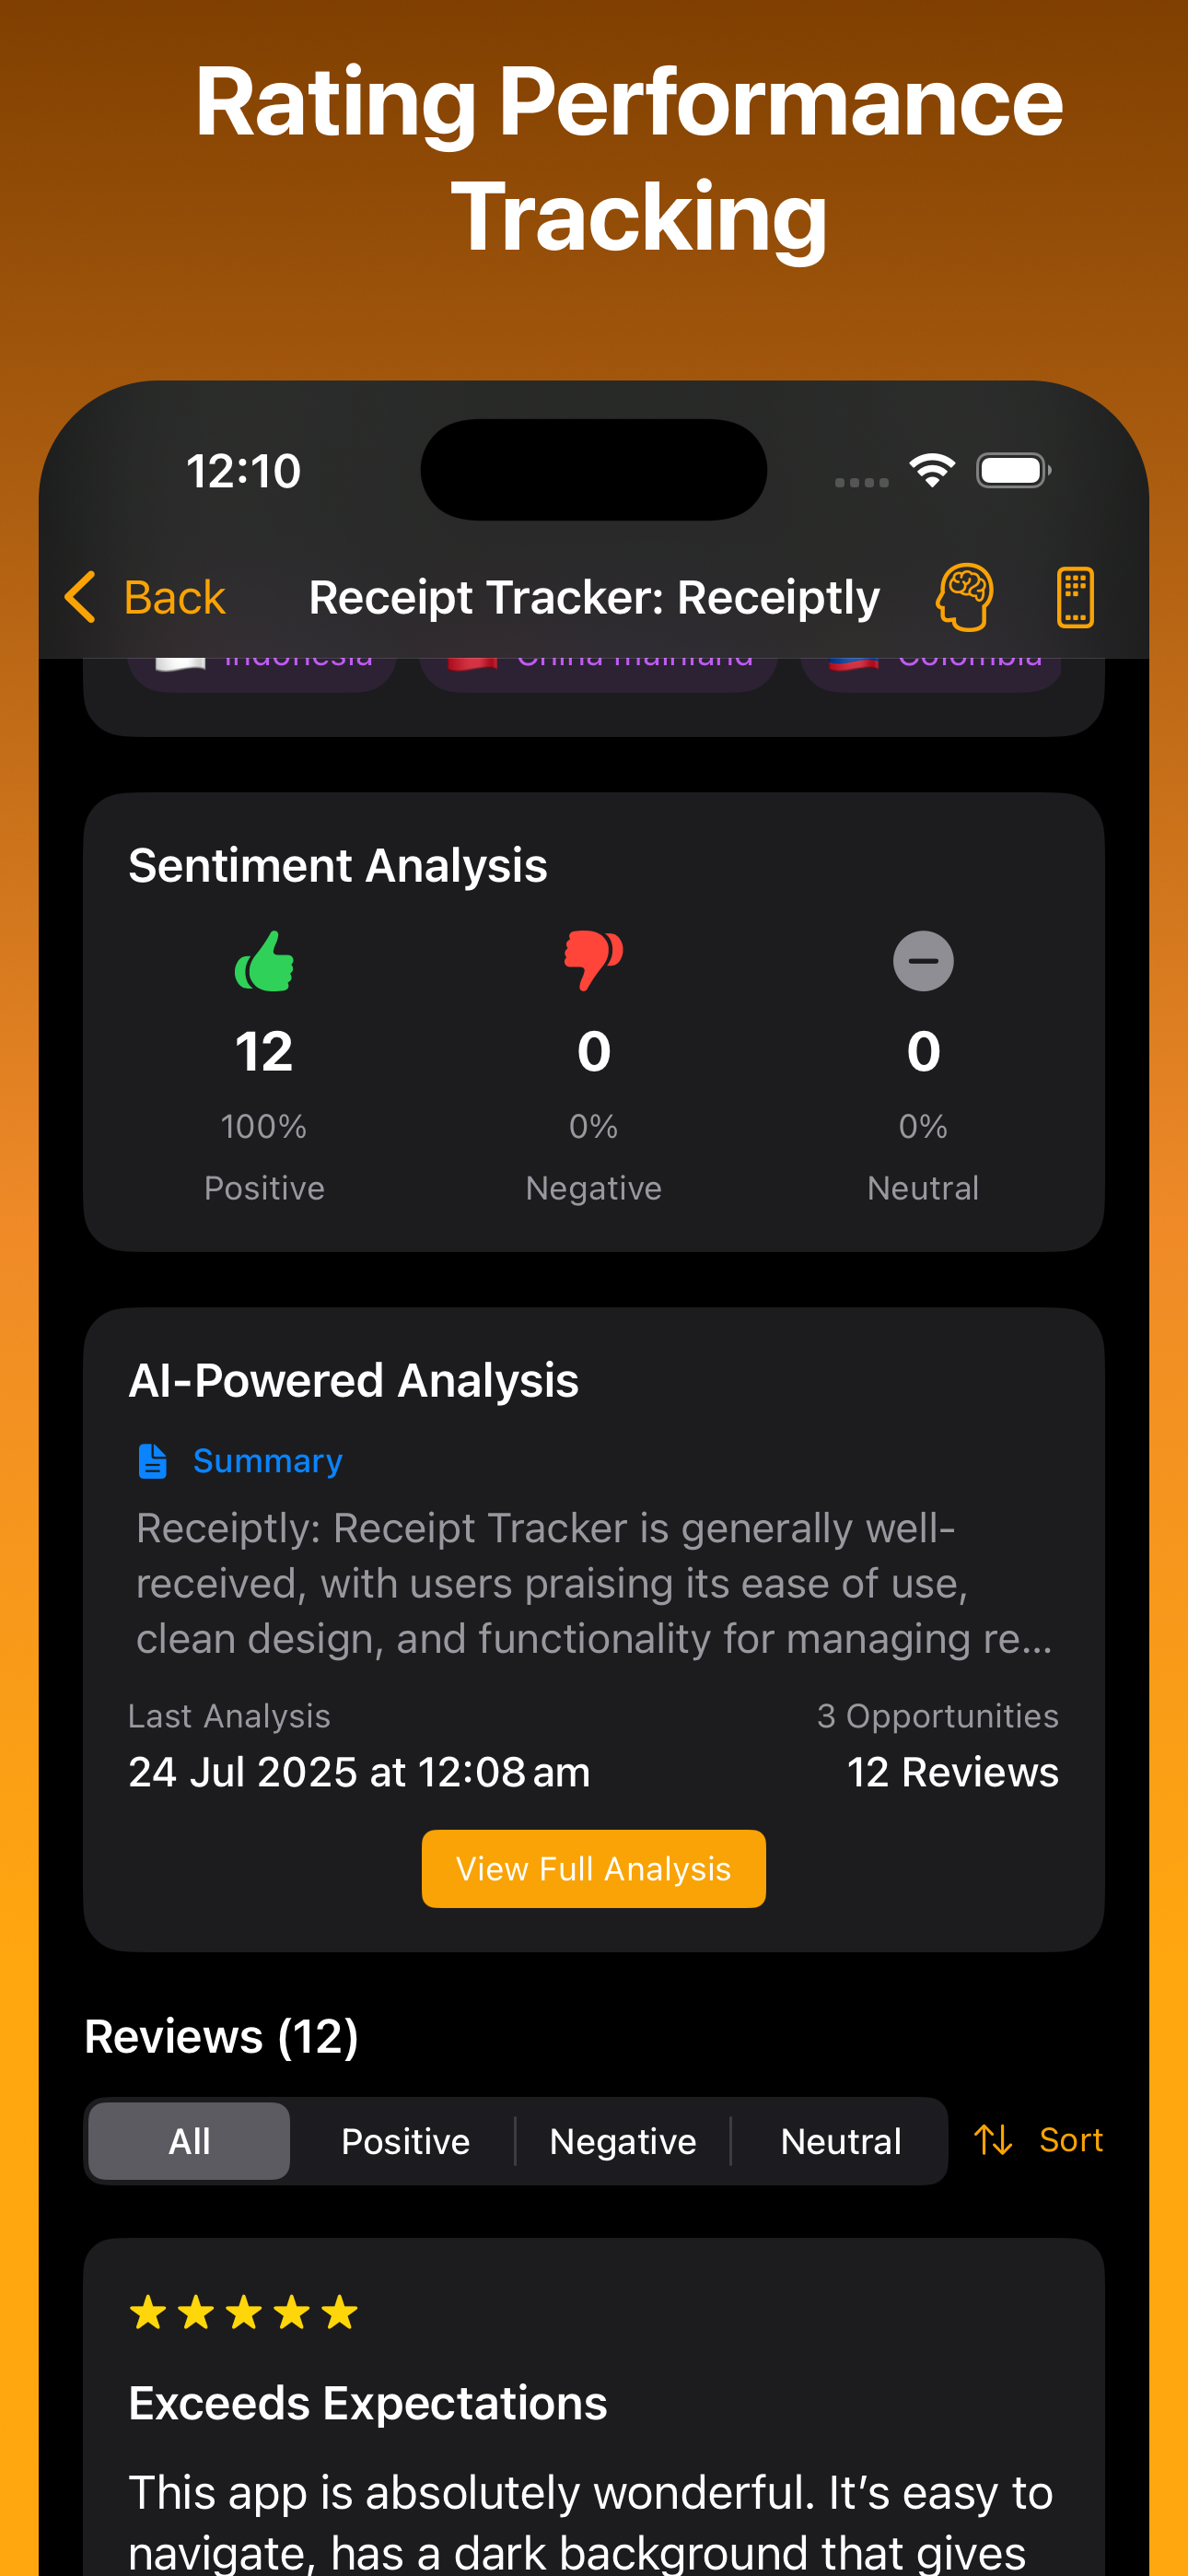 Rating Performance
Tracking
12:10
Back
Receipt Tracker: Receiptly
Indonesia
China mainland
Colombia
Sentiment Analysis
12
0
0
100%
0%
0%
Positive
Negative
Neutral
AI-Powered Analysis
Summary
Receiptly: Receipt Tracker is generally well-
received, with users praising its ease of use,
clean design, and functionality for managing re...
Last Analysis
3 Opportunities
24 Jul 2025 at 12:08 am
12 Reviews
View Full Analysis
Reviews (12)
All
Positive
Negative
Neutral
Sort
Exceeds Expectations
This app is absolutely wonderful. It’s easy to
navigate, has a dark background that gives